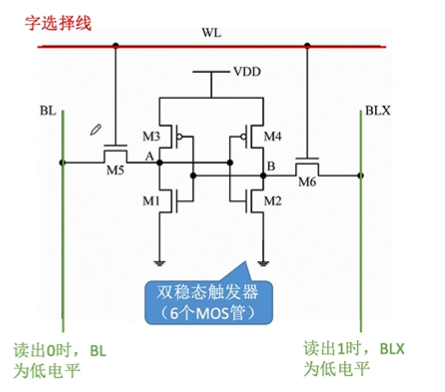 字选择线
WL
VDD
BL
BLX
M3
M4
A
B
M5
M6
M1
M2
双稳态触发器
（6个MOS管）
读出0时，BL
为低电平
读出1时，BLX
为低电平